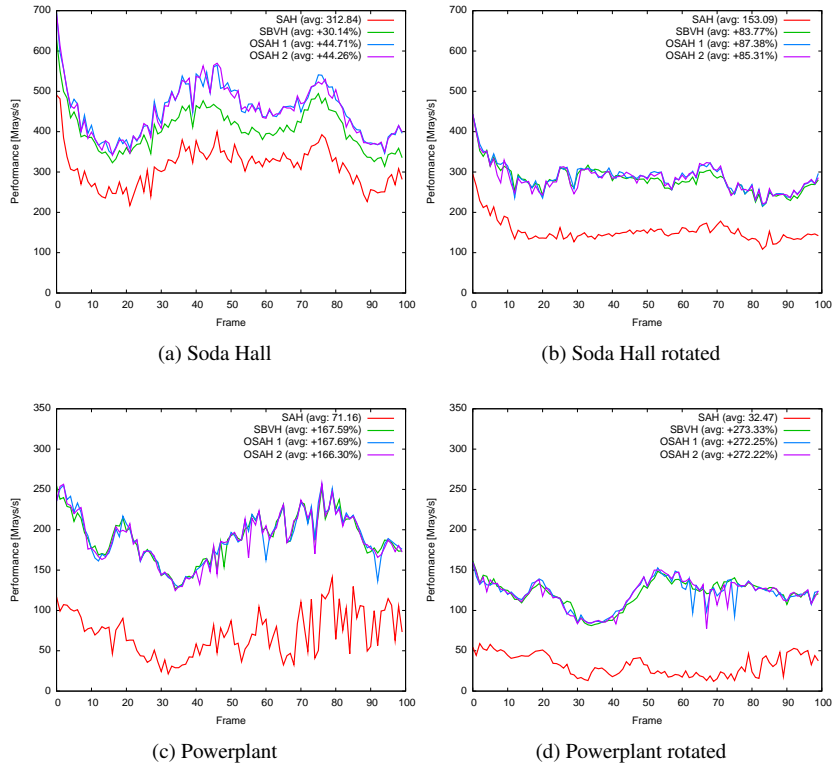 700
600
500
400
300
200
100
0
Performance [Mrays/s]
SAH (avg: 312.84)
SBVH (avg: +30.14%)
OSAH 1 (avg: +44.71%)
OSAH 2 (avg: +44.26%)
0 10 20 30 40 50 60 70 80 90 100
Frame
(a) Soda Hall
700
600
500
400
300
200
100
0
Performance [Mrays/s]
SAH (avg: 153.09)
SBVH (avg: +83.77%)
OSAH 1 (avg: +87.38%)
OSAH 2 (avg: +85.31%)
0 10 20 30 40 50 60 70 80 90 100
Frame
(b) Soda Hall rotated
350
300
250
200
150
100
50
0
Performance [Mrays/s]
SAH (avg: 71.16)
SBVH (avg: +167.59%)
OSAH 1 (avg: +167.69%)
OSAH 2 (avg: +166.30%)
0 10 20 30 40 50 60 70 80 90 100
Frame
(c) Powerplant
350
300
250
200
150
100
50
0
Performance [Mrays/s]
SAH (avg: 32.47)
SBVH (avg: +273.33%)
OSAH 1 (avg: +272.25%)
OSAH 2 (avg: +272.22%)
0 10 20 30 40 50 60 70 80 90 100
Frame
(d) Powerplant rotated